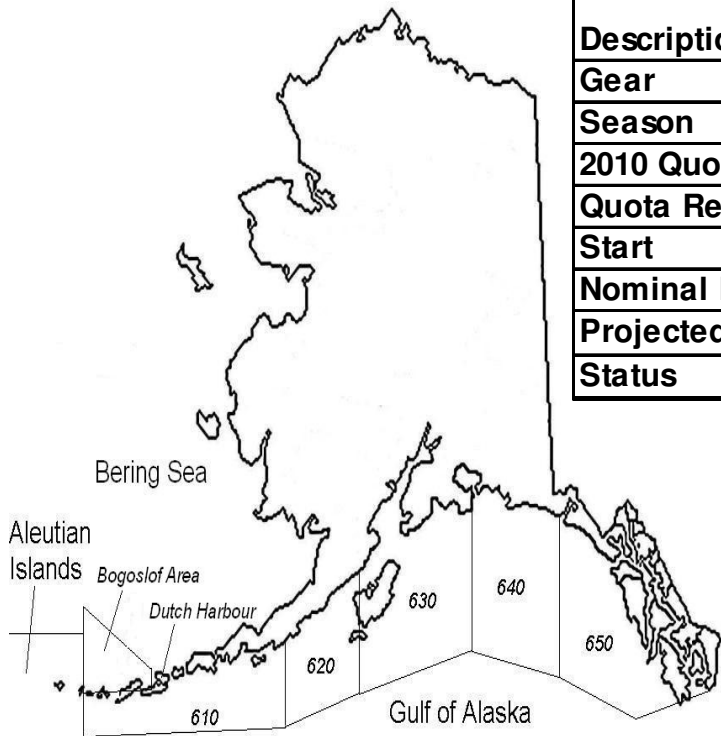 Descriptio
Gear
Season
2010 Quo
Quota Re
Start
Nominal
Projected
Status
Bering Sea
Aleutian
Islands
Bogoslof Area
Dutch Harbour
630
640
620
650
610
Gulf of Alaska